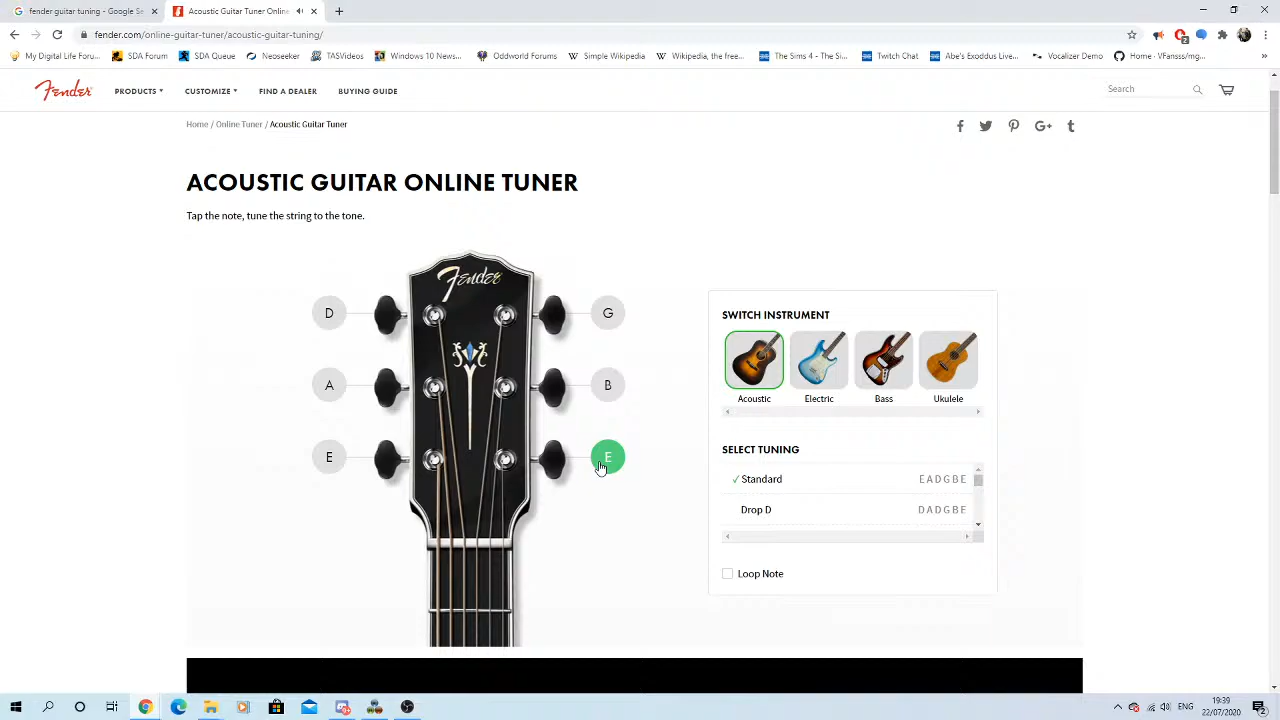 fender guitar tuning - Google Se
Acoustic Guitar Tuner Online
fender.com/online-guitar-tuner/acoustic-guitar-tuning/
My Digital Life Foru...
SDA Forum
SDA Queue
Neoseeker
TASVideos
Windows 10 News...
Oddworld Forums
Simple Wikipedia
Wikipedia, the free...
The Sims 4 - The Si...
Twitch Chat
Abe's Exoddus Live...
Vocalizer Demo
Home · VFansss/mg...
Fender
PRODUCTS
CUSTOMIZE
FIND A DEALER
BUYING GUIDE
Search
Home / Online Tuner / Acoustic Guitar Tuner
ACOUSTIC GUITAR ONLINE TUNER
Tap the note, tune the string to the tone.
Fender
D
G
A
B
E
E
SWITCH INSTRUMENT
Acoustic
Electric
Bass
Ukulele
SELECT TUNING
✓ Standard E A D G B E
Drop D D A D G B E
Loop Note
ENG
19:39
22/07/2020